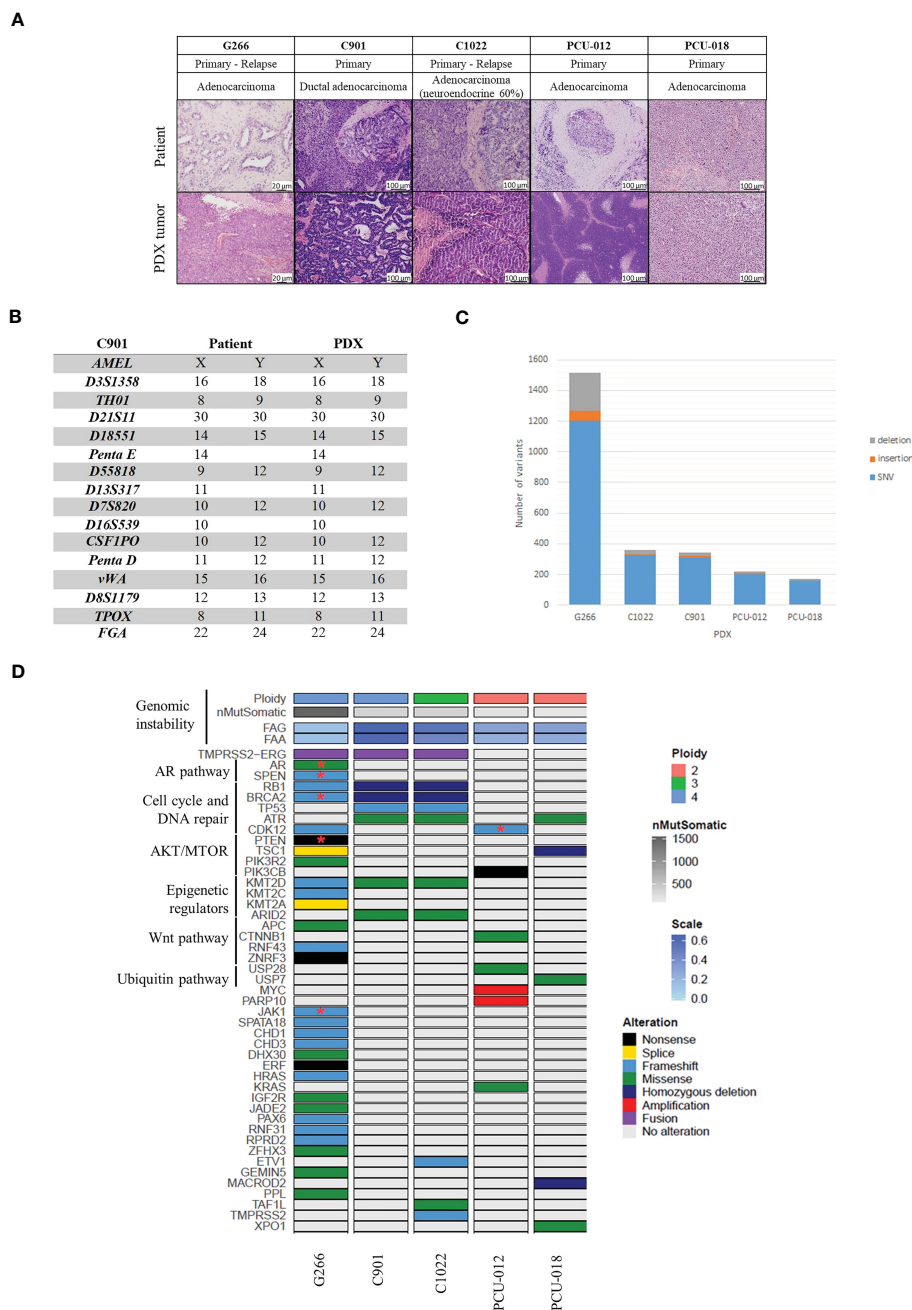 A
G266 C901 C1022 PCU-012 PCU-018
Primary - Relapse Primary Primary - Relapse Primary Primary
Adenocarcinoma Ductal adenocarcinoma Adenocarcinoma (neuroendocrine 60%) Adenocarcinoma Adenocarcinoma
Patient
20 µm 100 µm 100 µm 100 µm 100 µm
PDX tumor
20 µm 100 µm 100 µm 100 µm 100 µm
B
C901 Patient PDX
AMEL X Y X Y
D3S1358 16 18 16 18
TH01 8 9 8 9
D21S11 30 30 30 30
D18551 14 15 14 15
Penta E 14 14
D55818 9 12 9 12
D13S317 11 11
D7S820 10 12 10 12
D16S539 10 10
CSF1PO 10 12 10 12
Penta D 11 12 11 12
vWA 15 16 15 16
D8S1179 12 13 12 13
TPOX 8 11 8 11
FGA 22 24 22 24
C
Number of variants
1600
1400
1200
1000
800
600
400
200
0
G266 C1022 C901 PCU-012 PCU-018
PDX
deletion
insertion
SNV
D
Genomic instability
AR pathway
Cell cycle and DNA repair
AKT/MTOR
Epigenetic regulators
Wnt pathway
Ubiquitin pathway
Ploidy
nMutSomatic
FAG
FAA
TMPRSS2-ERG
AR *
SPEN *
RB1
BRCA2 *
TP53
ATR
CDK12 *
PTEN *
TSC1
PIK3R2
PIK3CB
KMT2D
KMT2C
KMT2A
ARID2
APC
CTNNB1
RNF43
ZNRF3
USP28
USP7
MYC
PARP10
JAK1 *
SPATA18
CHD1
CHD3
DHX30
ERF
HRAS
KRAS
IGF2R
JADE2
PAX6
RNF31
RPRD2
ZFHX3
ETV1
GEMIN5
MACROD2
PPL
TAF1L
TMPRSS2
XPO1
G266 C901 C1022 PCU-012 PCU-018
Ploidy
2
3
4
nMutSomatic
1500
1000
500
Scale
0.6
0.4
0.2
0.0
Alteration
Nonsense
Splice
Frameshift
Missense
Homozygous deletion
Amplification
Fusion
No alteration